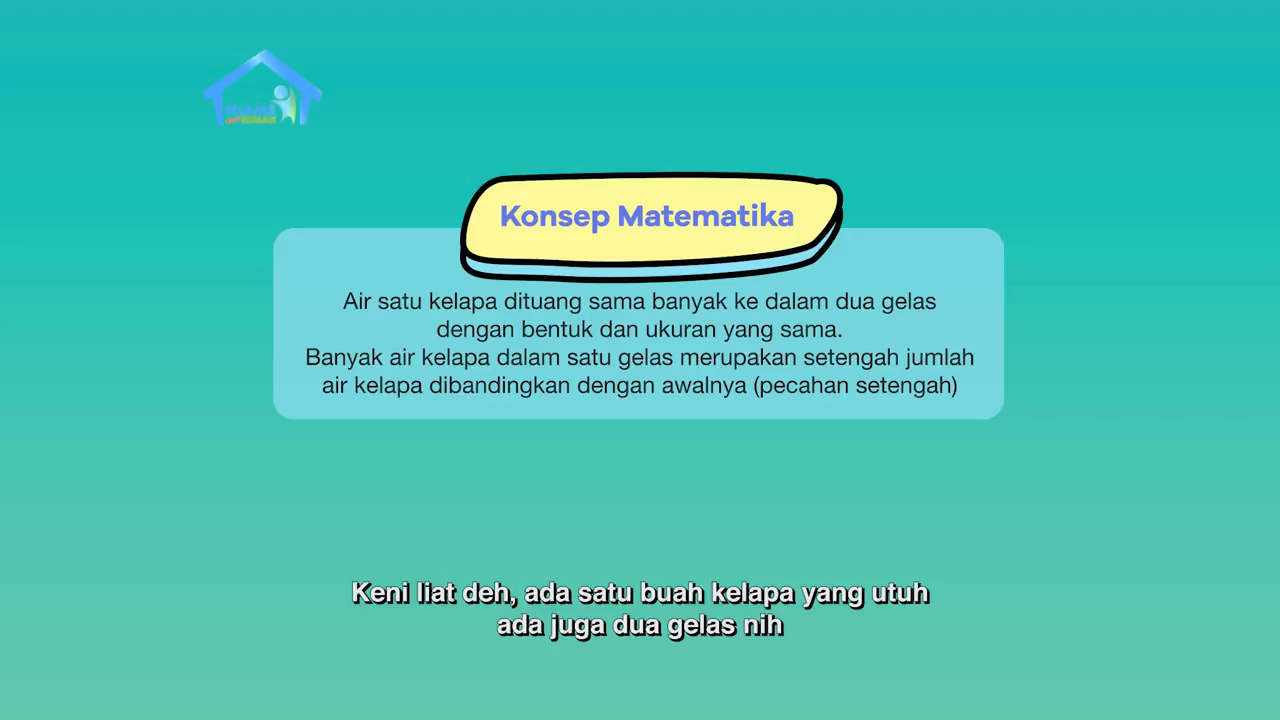 Konsep Matematika
Air satu kelapa dituang sama banyak ke dalam dua gelas
dengan bentuk dan ukuran yang sama.
Banyak air kelapa dalam satu gelas merupakan setengah jumlah
air kelapa dibandingkan dengan awalnya (pecahan setengah)
Keni liat deh, ada satu buah kelapa yang utuh
ada juga dua gelas nih